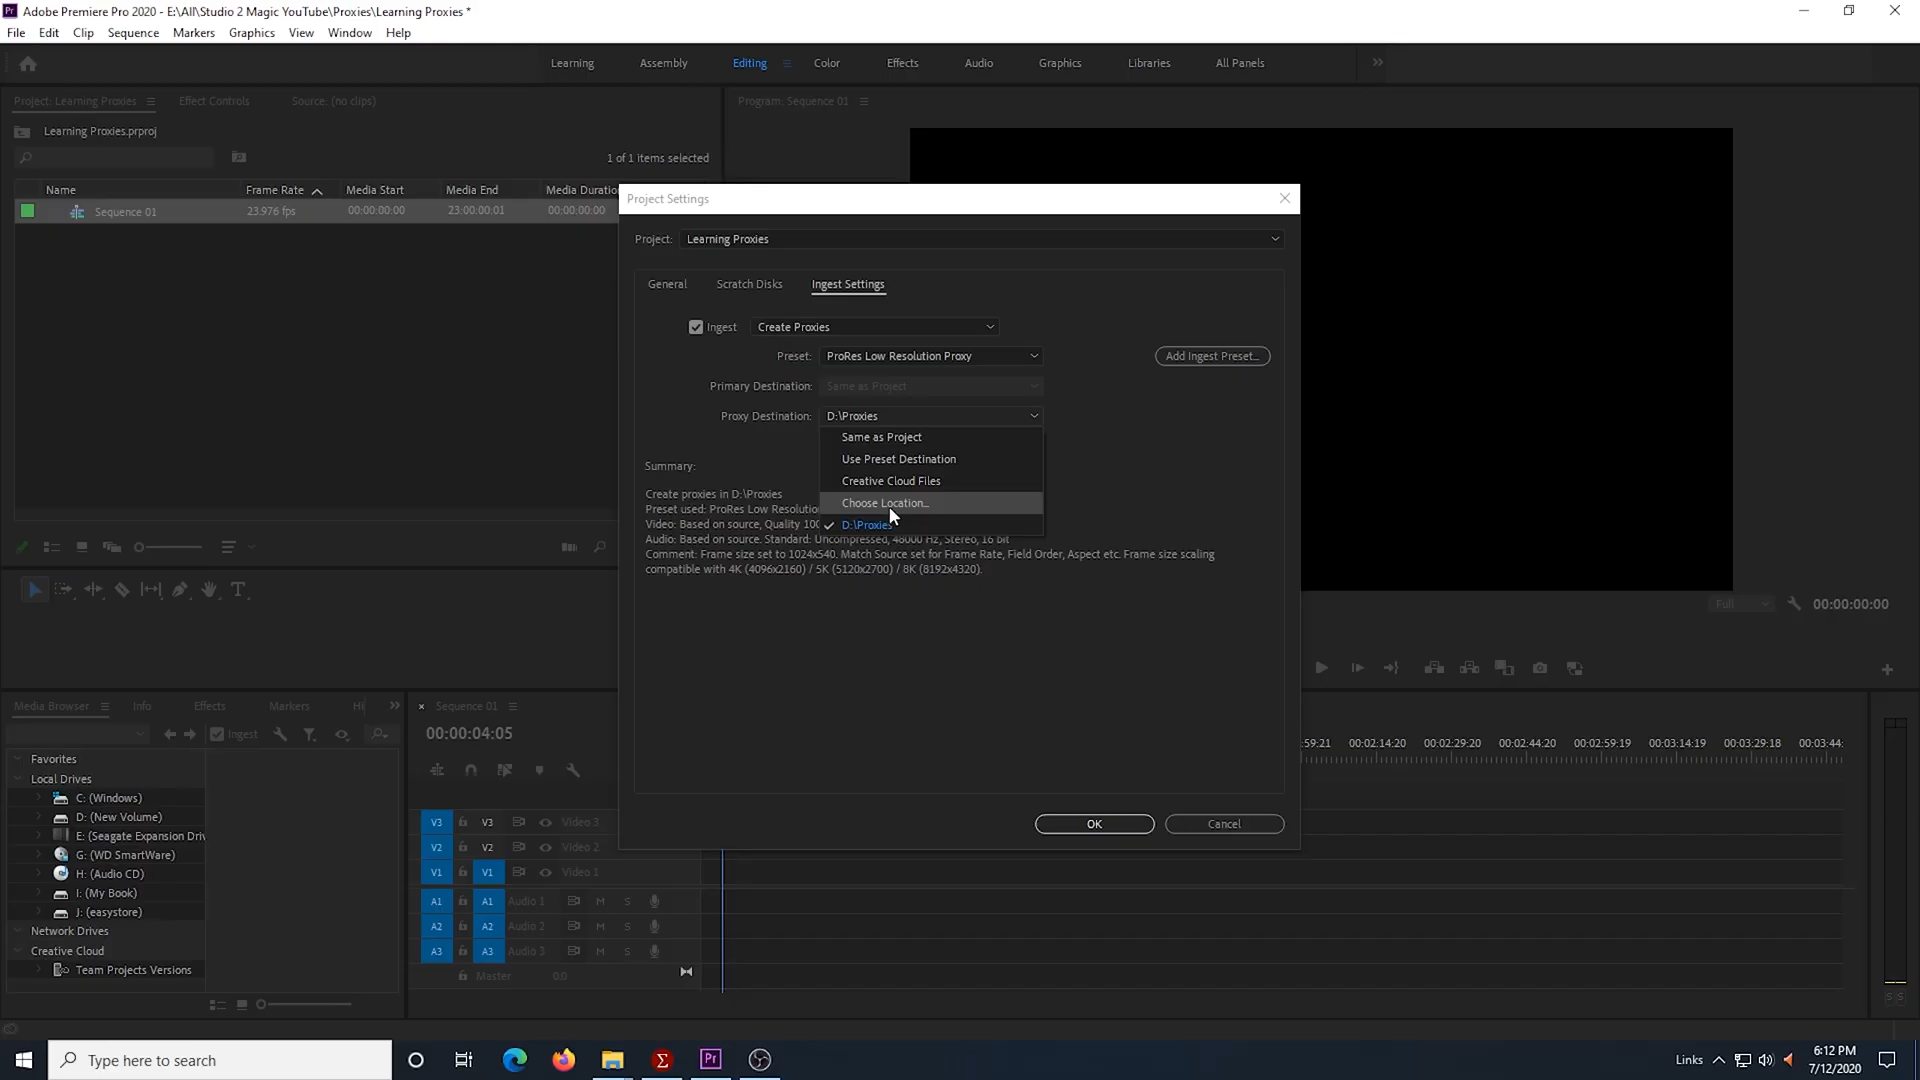 Adobe Premiere Pro 2020 - E:\All\Studio 2 Magic YouTube\Proxies\Learning Proxies *
File Edit Clip Sequence Markers Graphics View Window Help
Learning Assembly Editing Color Effects Audio Graphics Libraries All Panels
Project: Learning Proxies Effect Controls Source: (no clips)
Program: Sequence 01
Learning Proxies.prproj
1 of 1 items selected
Name Frame Rate Media Start Media End Media Duratio
Sequence 01 23.976 fps 00:00:00:00 23:00:00:01 00:00:00:00
Project Settings
Project: Learning Proxies
General Scratch Disks Ingest Settings
Ingest Create Proxies
Preset: ProRes Low Resolution Proxy Add Ingest Preset...
Primary Destination: Same as Project
Proxy Destination: D:\Proxies
Same as Project
Use Preset Destination
Creative Cloud Files
Choose Location...
D:\Proxies
Summary:
Create proxies in D:\Proxies
Preset used: ProRes Low Resolution
Video: Based on source, Quality 100
Audio: Based on source. Standard: Uncompressed, 48000 Hz, Stereo, 16 bit
Comment: Frame size set to 1024x540. Match Source set for Frame Rate, Field Order, Aspect etc. Frame size scaling
compatible with 4K (4096x2160) / 5K (5120x2700) / 8K (8192x4320).
OK Cancel
Full 00:00:00:00
Media Browser Info Effects Markers Hi
Ingest
Favorites
Local Drives
C: (Windows)
D: (New Volume)
E: (Seagate Expansion Driv
G: (WD SmartWare)
H: (Audio CD)
I: (My Book)
J: (easystore)
Network Drives
Creative Cloud
Team Projects Versions
Sequence 01
00:00:04:05
:59:21 00:02:14:20 00:02:29:20 00:02:44:20 00:02:59:19 00:03:14:19 00:03:29:18 00:03:44:
V3 V3 Video 3
V2 V2 Video 2
V1 V1 Video 1
A1 A1 Audio 1 M S
A2 A2 Audio 2 M S
A3 A3 Audio 3 M S
Master 0.0
S S
Type here to search
Pr
Links
6:12 PM
7/12/2020